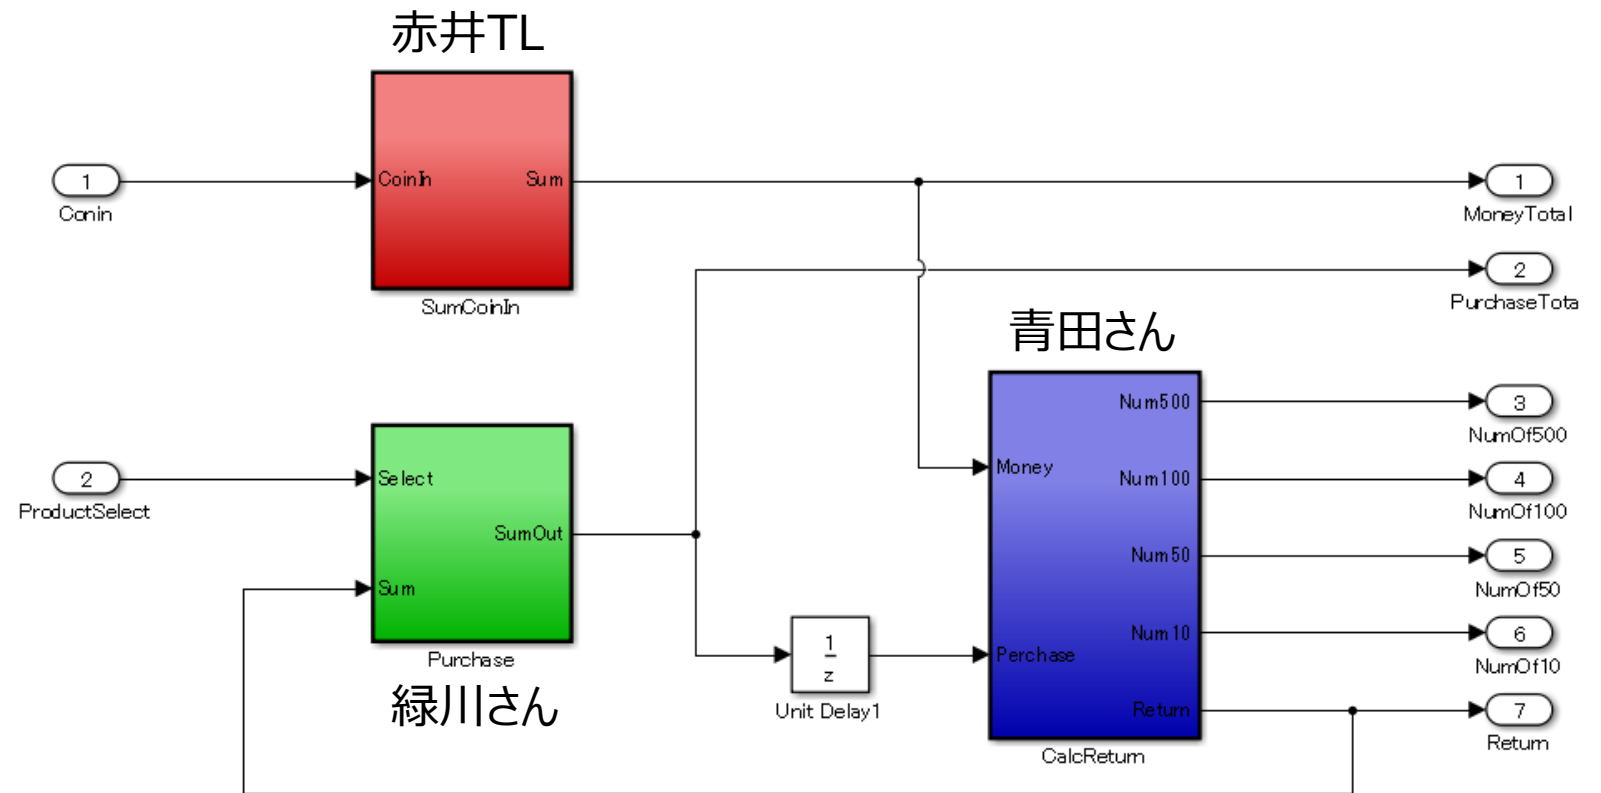 赤井TL
CoinIn
Sum
1
Conin
SumCoinIn
1
MoneyTotal
2
PurchaseTota
青田さん
2
ProductSelect
Select
Sum
SumOut
Purchase
緑川さん
1
z
Unit Delay1
Money
Perchase
Num500
Num100
Num50
Num10
Return
CalcReturn
3
NumOf500
4
NumOf100
5
NumOf50
6
NumOf10
7
Return